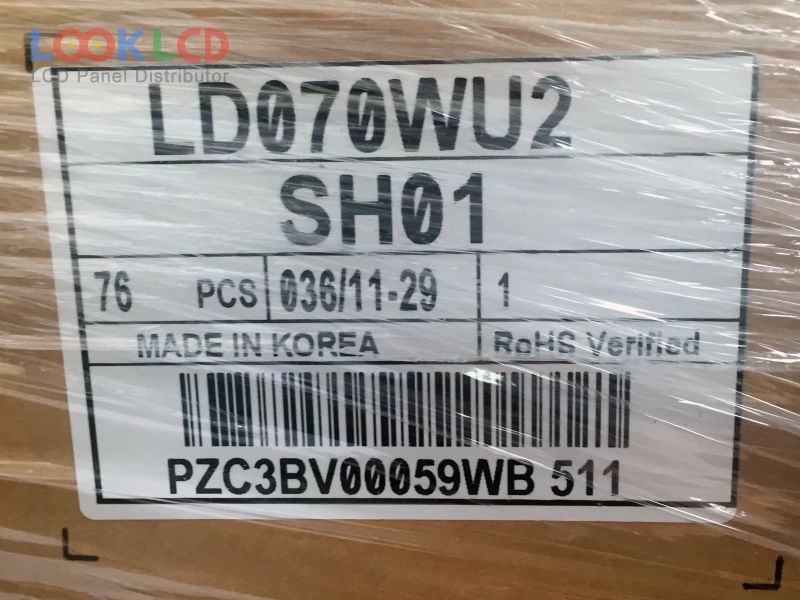 LOOKLCD
LCD Panel Distributor
LD070WU2
SH01
76 PCS 036/11-29 1
MADE IN KOREA RoHS Verified
PZC3BV00059WB 511